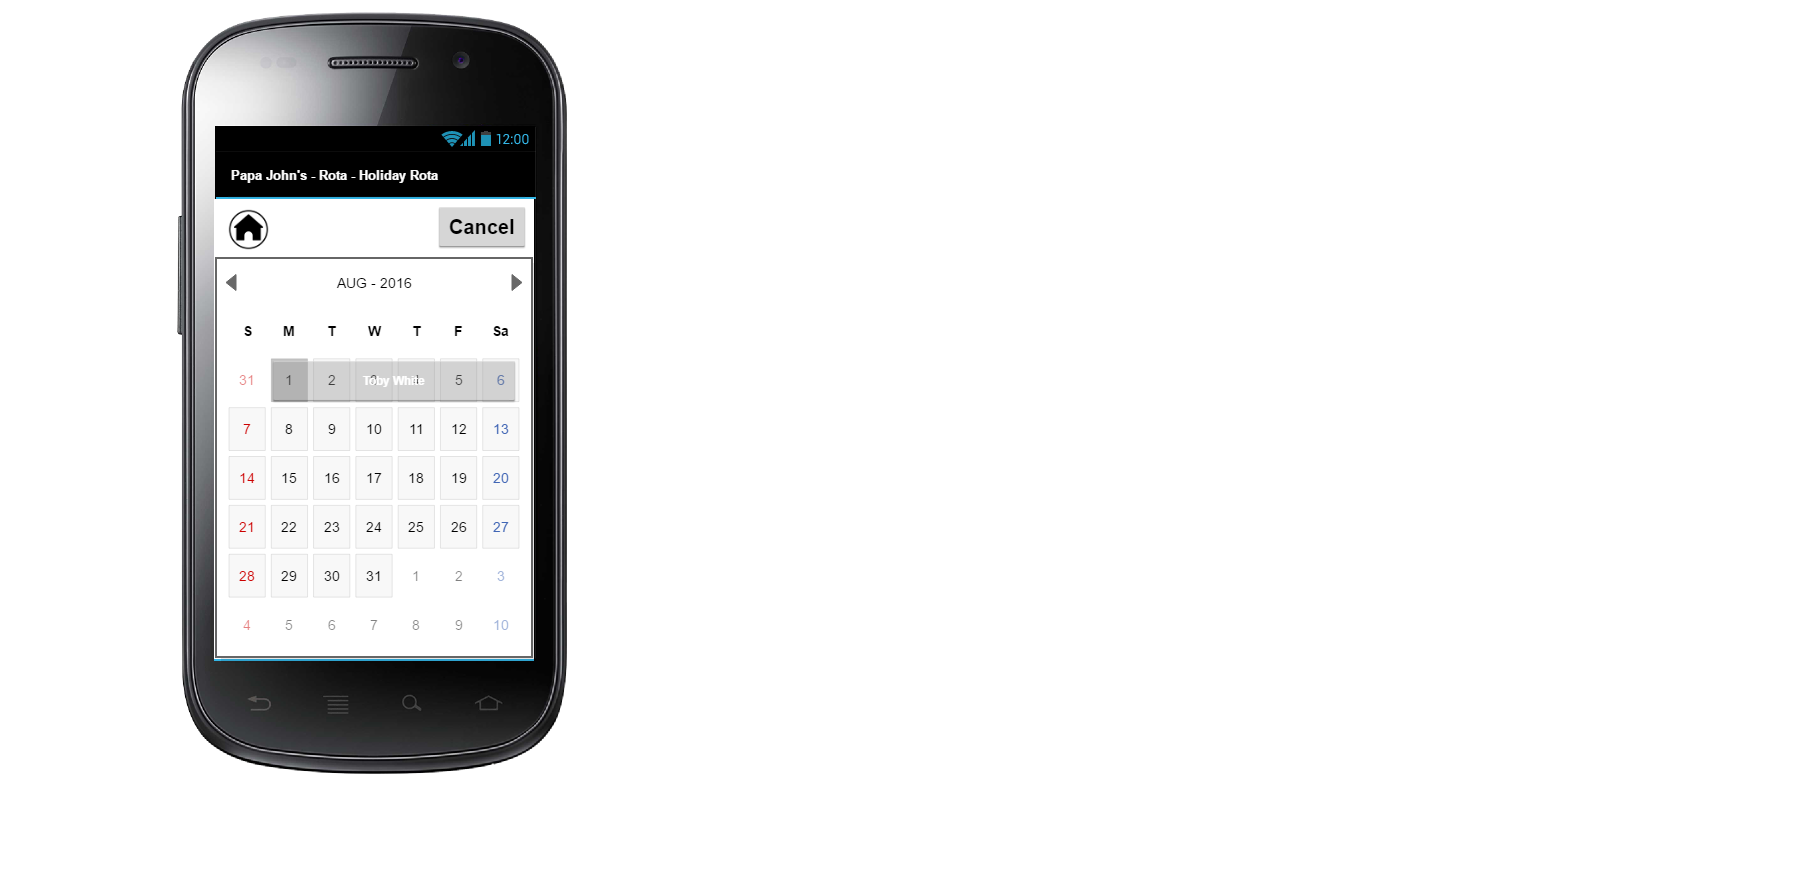 12:00
Papa John's - Rota - Holiday Rota
Cancel
AUG - 2016
S M T W T F Sa
31 1 2 3 4 5 6
Toby White
7 8 9 10 11 12 13
14 15 16 17 18 19 20
21 22 23 24 25 26 27
28 29 30 31 1 2 3
4 5 6 7 8 9 10